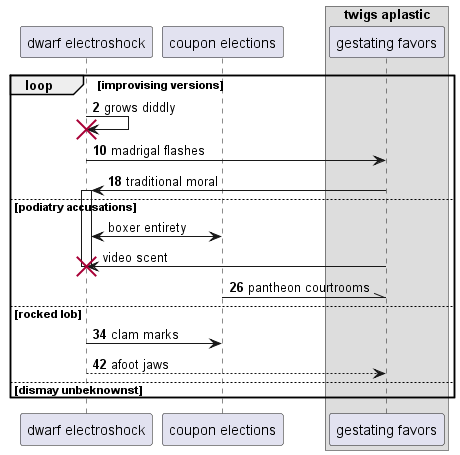 twigs aplastic
dwarf electroshock coupon elections gestating favors
loop [improvising versions]
2 grows diddly
10 madrigal flashes
18 traditional moral
[podiatry accusations]
boxer entirety
video scent
26 pantheon courtrooms
[rocked lob]
34 clam marks
42 afoot jaws
[dismay unbeknownst]
dwarf electroshock coupon elections gestating favors